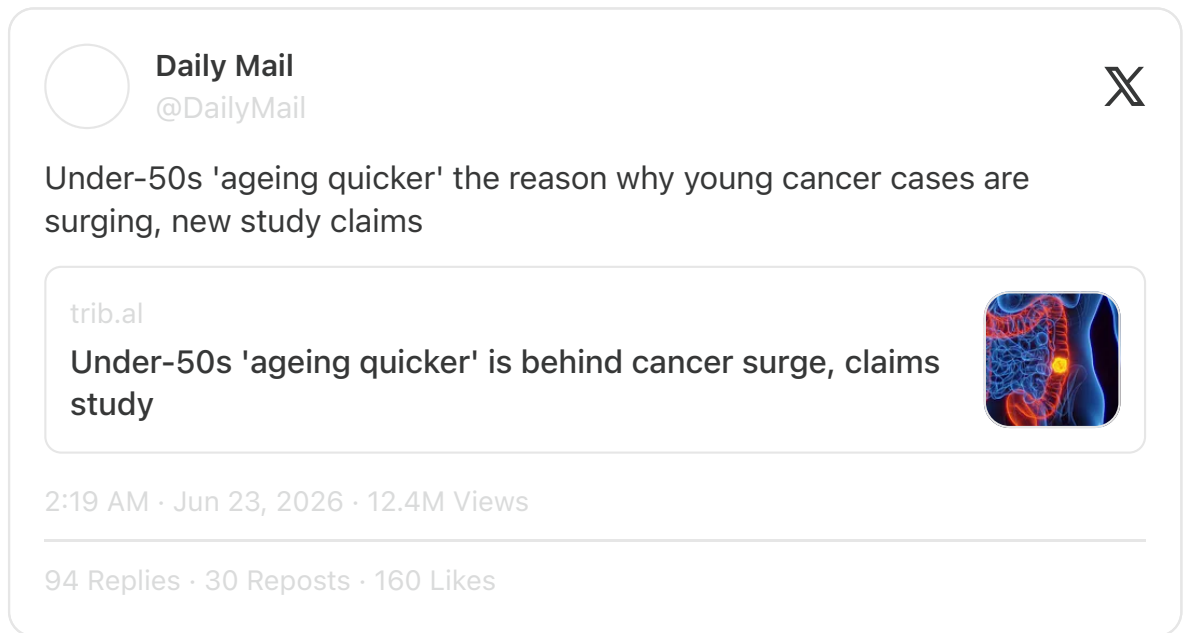 Daily Mail
@DailyMail
Under-50s 'ageing quicker' the reason why young cancer cases are
surging, new study claims
trib.al
Under-50s 'ageing quicker' is behind cancer surge, claims
study
2:19 AM · Jun 23, 2026 · 12.4M Views
94 Replies · 30 Reposts · 160 Likes